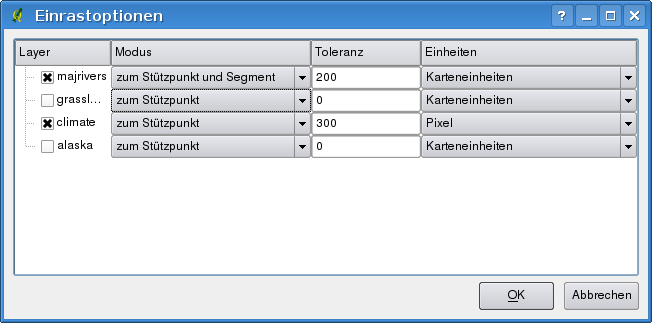 Einrastoptionen
Layer Modus Toleranz Einheiten
majrivers zum Stützpunkt und Segment 200 Karteneinheiten
grassl... zum Stützpunkt 0 Karteneinheiten
climate zum Stützpunkt 300 Pixel
alaska zum Stützpunkt 0 Karteneinheiten
OK Abbrechen